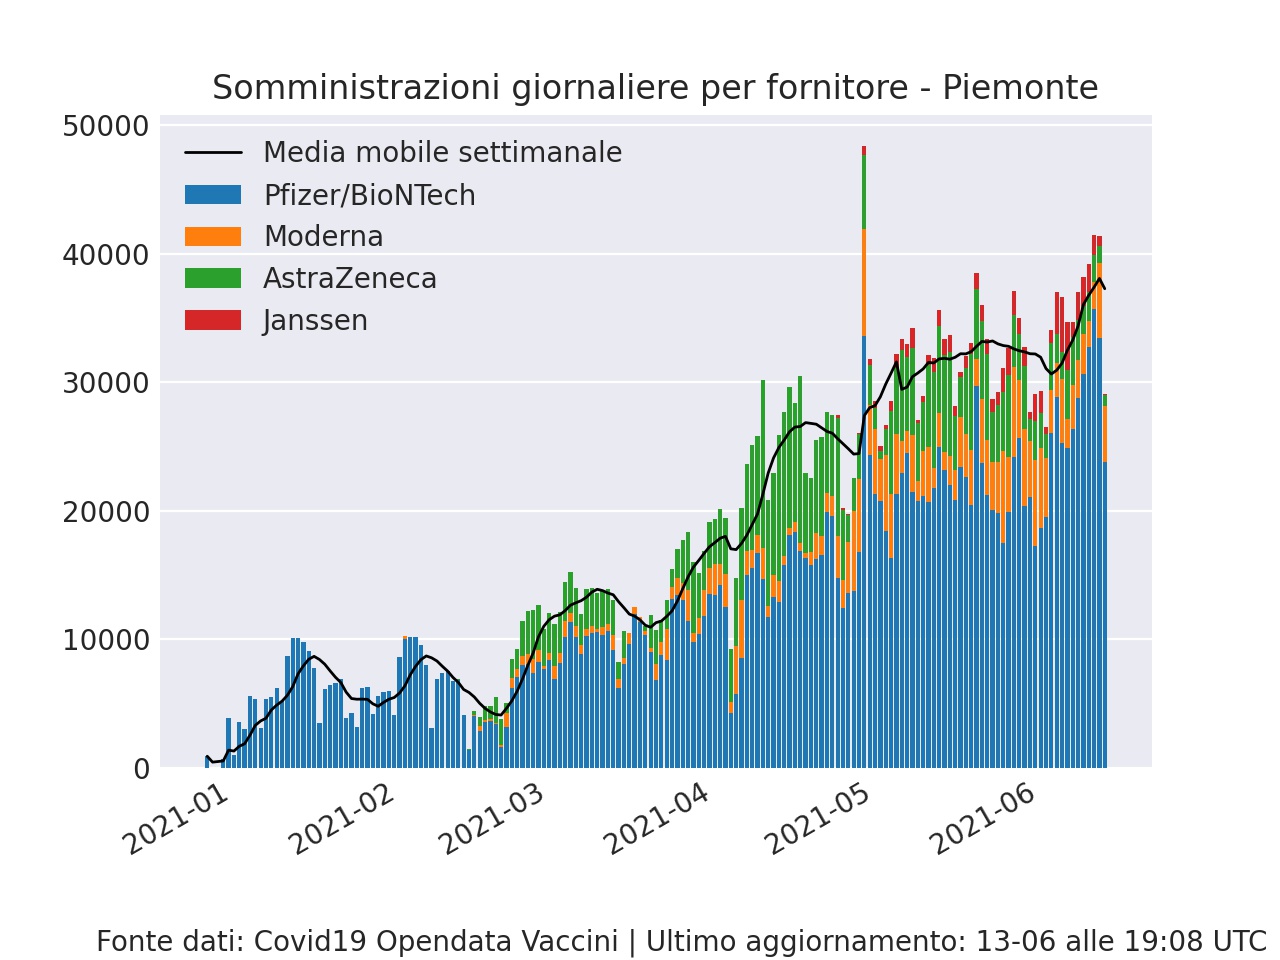 Somministrazioni giornaliere per fornitore - Piemonte
50000
40000
30000
20000
10000
0
Media mobile settimanale
Pfizer/BioNTech
Moderna
AstraZeneca
Janssen
2021-01
2021-02
2021-03
2021-04
2021-05
2021-06
Fonte dati: Covid19 Opendata Vaccini | Ultimo aggiornamento: 13-06 alle 19:08 UTC